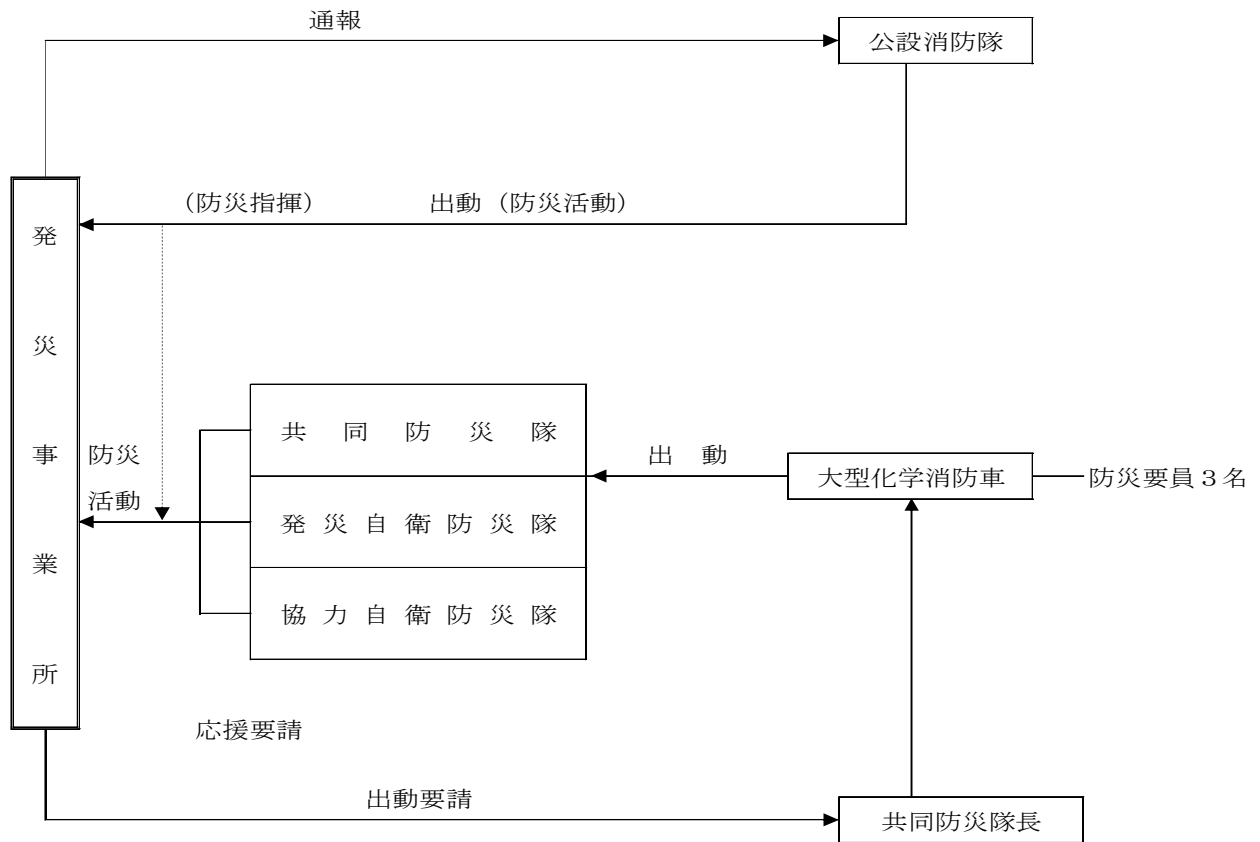 通報
公設消防隊
(防災指揮) 出動(防災活動)
発災事業所
共同防災隊
防災
活動
出動
大型化学消防車
防災要員3名
発災自衛防災隊
協力自衛防災隊
応援要請
出動要請
共同防災隊長